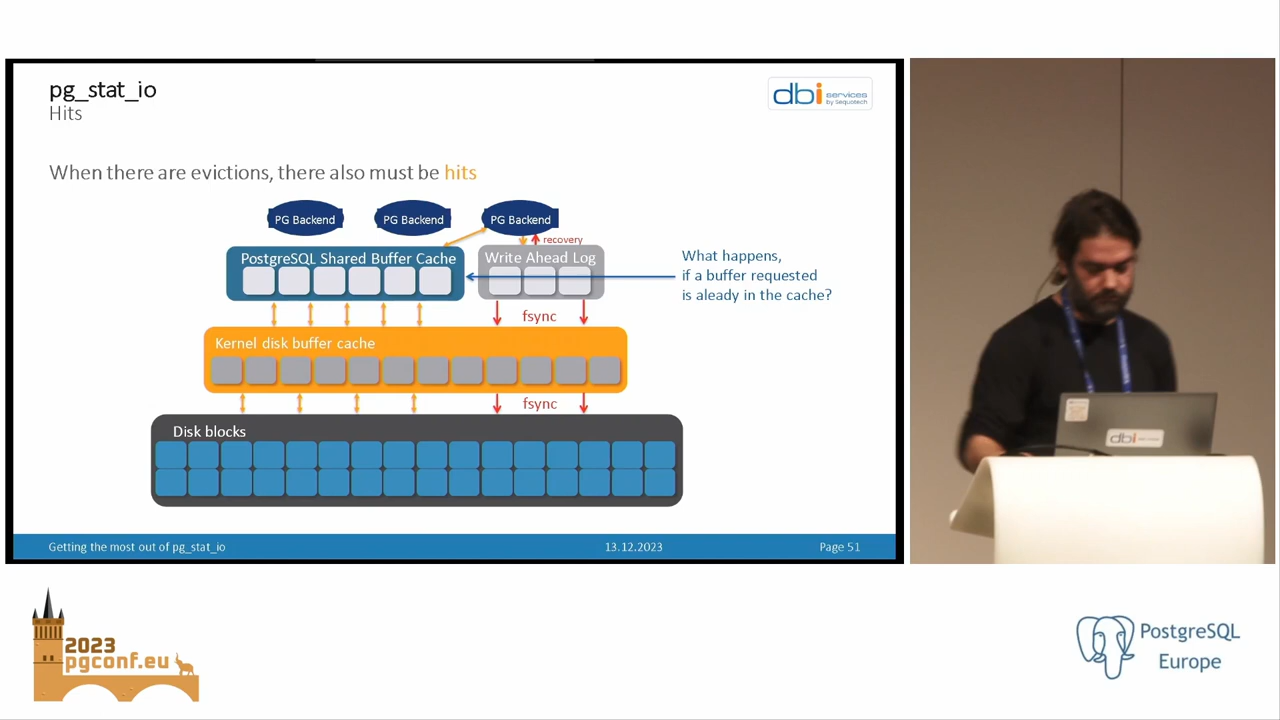 pg_stat_io
Hits
dbi services
by Sequotech
When there are evictions, there also must be hits
PG Backend
PG Backend
PG Backend
recovery
PostgreSQL Shared Buffer Cache
Write Ahead Log
What happens,
if a buffer requested
is aleady in the cache?
fsync
Kernel disk buffer cache
fsync
Disk blocks
Getting the most out of pg_stat_io
13.12.2023
Page 51
dbi
2023
pgconf.eu
PostgreSQL
Europe